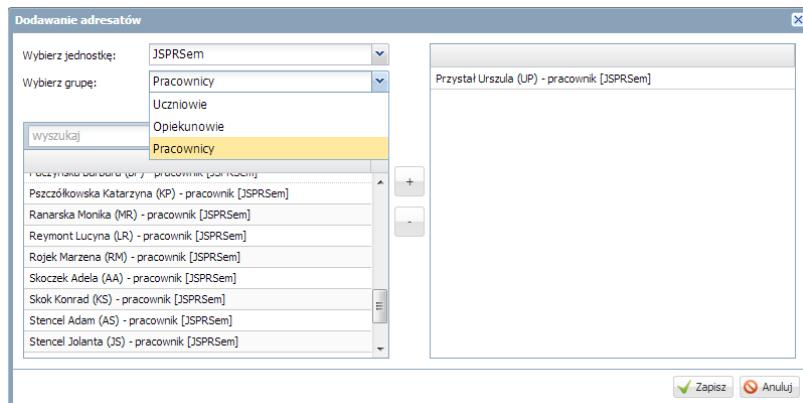 Dodawanie adresatów
Wybierz jednostkę: JSPRSem
Wybierz grupę: Pracownicy
Uczniowie
Opiekunowie
Pracownicy
wyszukaj
Pszczółkowska Katarzyna (KP) - pracownik [JSPRSem]
Ranarska Monika (MR) - pracownik [JSPRSem]
Reymont Lucyna (LR) - pracownik [JSPRSem]
Rojek Marzena (RM) - pracownik [JSPRSem]
Skoczek Adela (AA) - pracownik [JSPRSem]
Skok Konrad (KS) - pracownik [JSPRSem]
Stencel Adam (AS) - pracownik [JSPRSem]
Stencel Jolanta (JS) - pracownik [JSPRSem]
+
-
Przystał Urszula (UP) - pracownik [JSPRSem]
Zapisz Anuluj